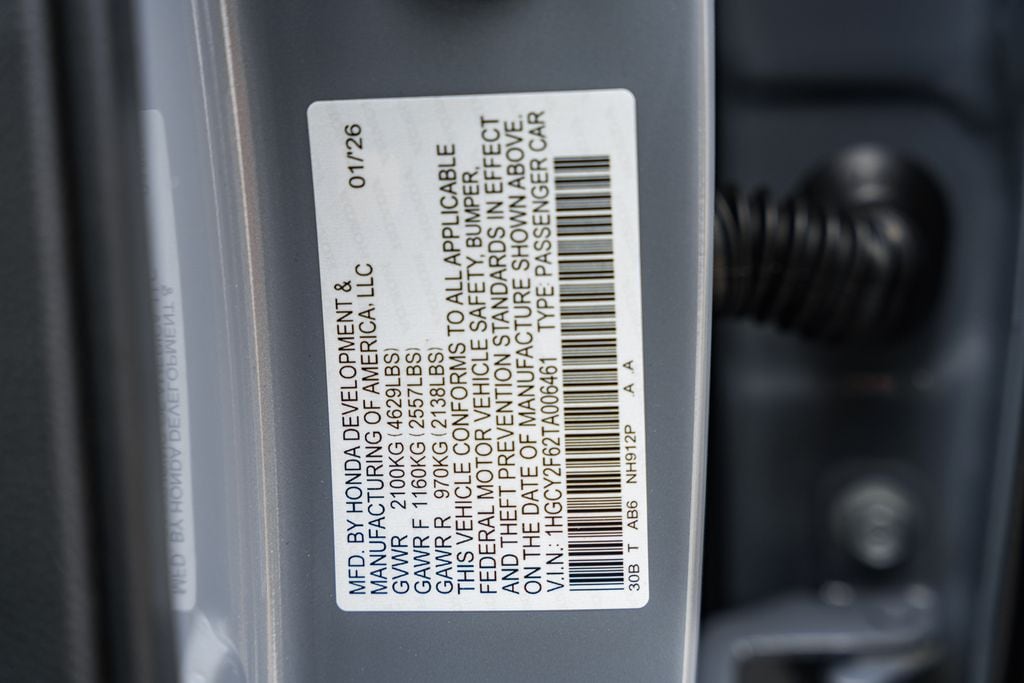 MFD. BY HONDA DEVELOPMENT &
MANUFACTURING OF AMERICA, LLC 01/'26
GVWR 2100KG (4629LBS)
GAWR F 1160KG (2557LBS)
GAWR R 970KG (2138LBS)
THIS VEHICLE CONFORMS TO ALL APPLICABLE
FEDERAL MOTOR VEHICLE SAFETY, BUMPER,
AND THEFT PREVENTION STANDARDS IN EFFECT
ON THE DATE OF MANUFACTURE SHOWN ABOVE.
V.I.N.: 1HGCY2F62TA006461 TYPE: PASSENGER CAR
30B T AB6 NH912P .A .A